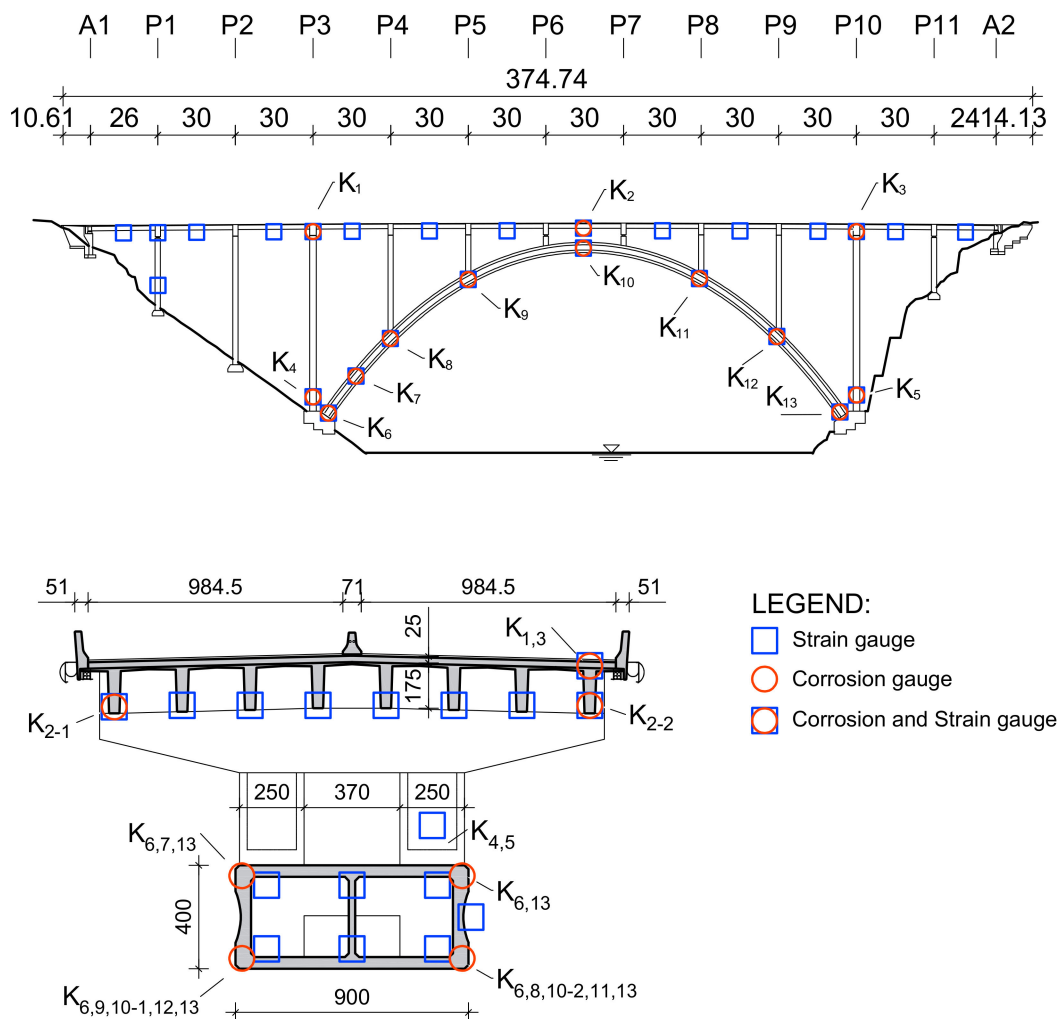 A1 P1 P2 P3 P4 P5 P6 P7 P8 P9 P10 P11 A2
374.74
10.61 26 30 30 30 30 30 30 30 30 30 30 24 14.13
K1 K2 K3
K10
K9 K11
K8 K12
K4 K7 K13 K5
K6
51 984.5 71 984.5 51
25
K1,3
175
K2-1 K2-2
LEGEND:
Strain gauge
Corrosion gauge
Corrosion and Strain gauge
250 370 250
K6,7,13 K4,5
K6,13
400
K6,9,10-1,12,13 K6,8,10-2,11,13
900